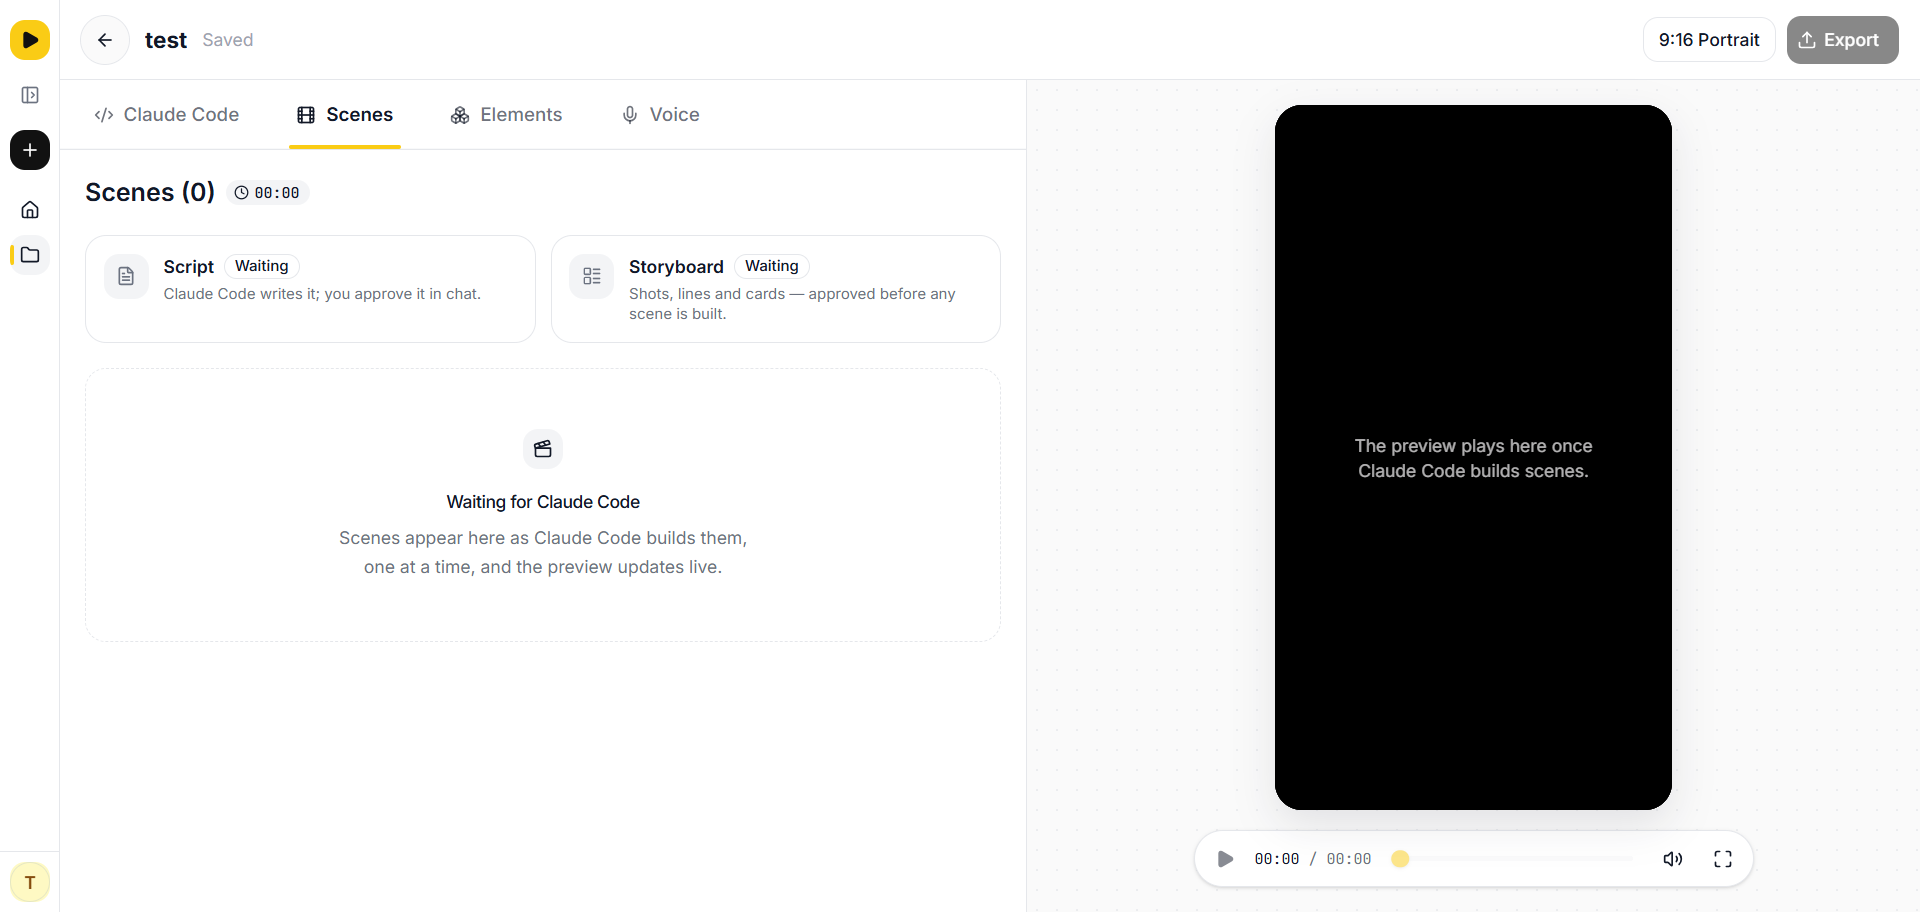 test Saved
9:16 Portrait
Export
Claude Code
Scenes
Elements
Voice
Scenes (0)
00:00
Script
Waiting
Claude Code writes it; you approve it in chat.
Storyboard
Waiting
Shots, lines and cards — approved before any
scene is built.
Waiting for Claude Code
Scenes appear here as Claude Code builds them,
one at a time, and the preview updates live.
The preview plays here once
Claude Code builds scenes.
00:00 / 00:00
T